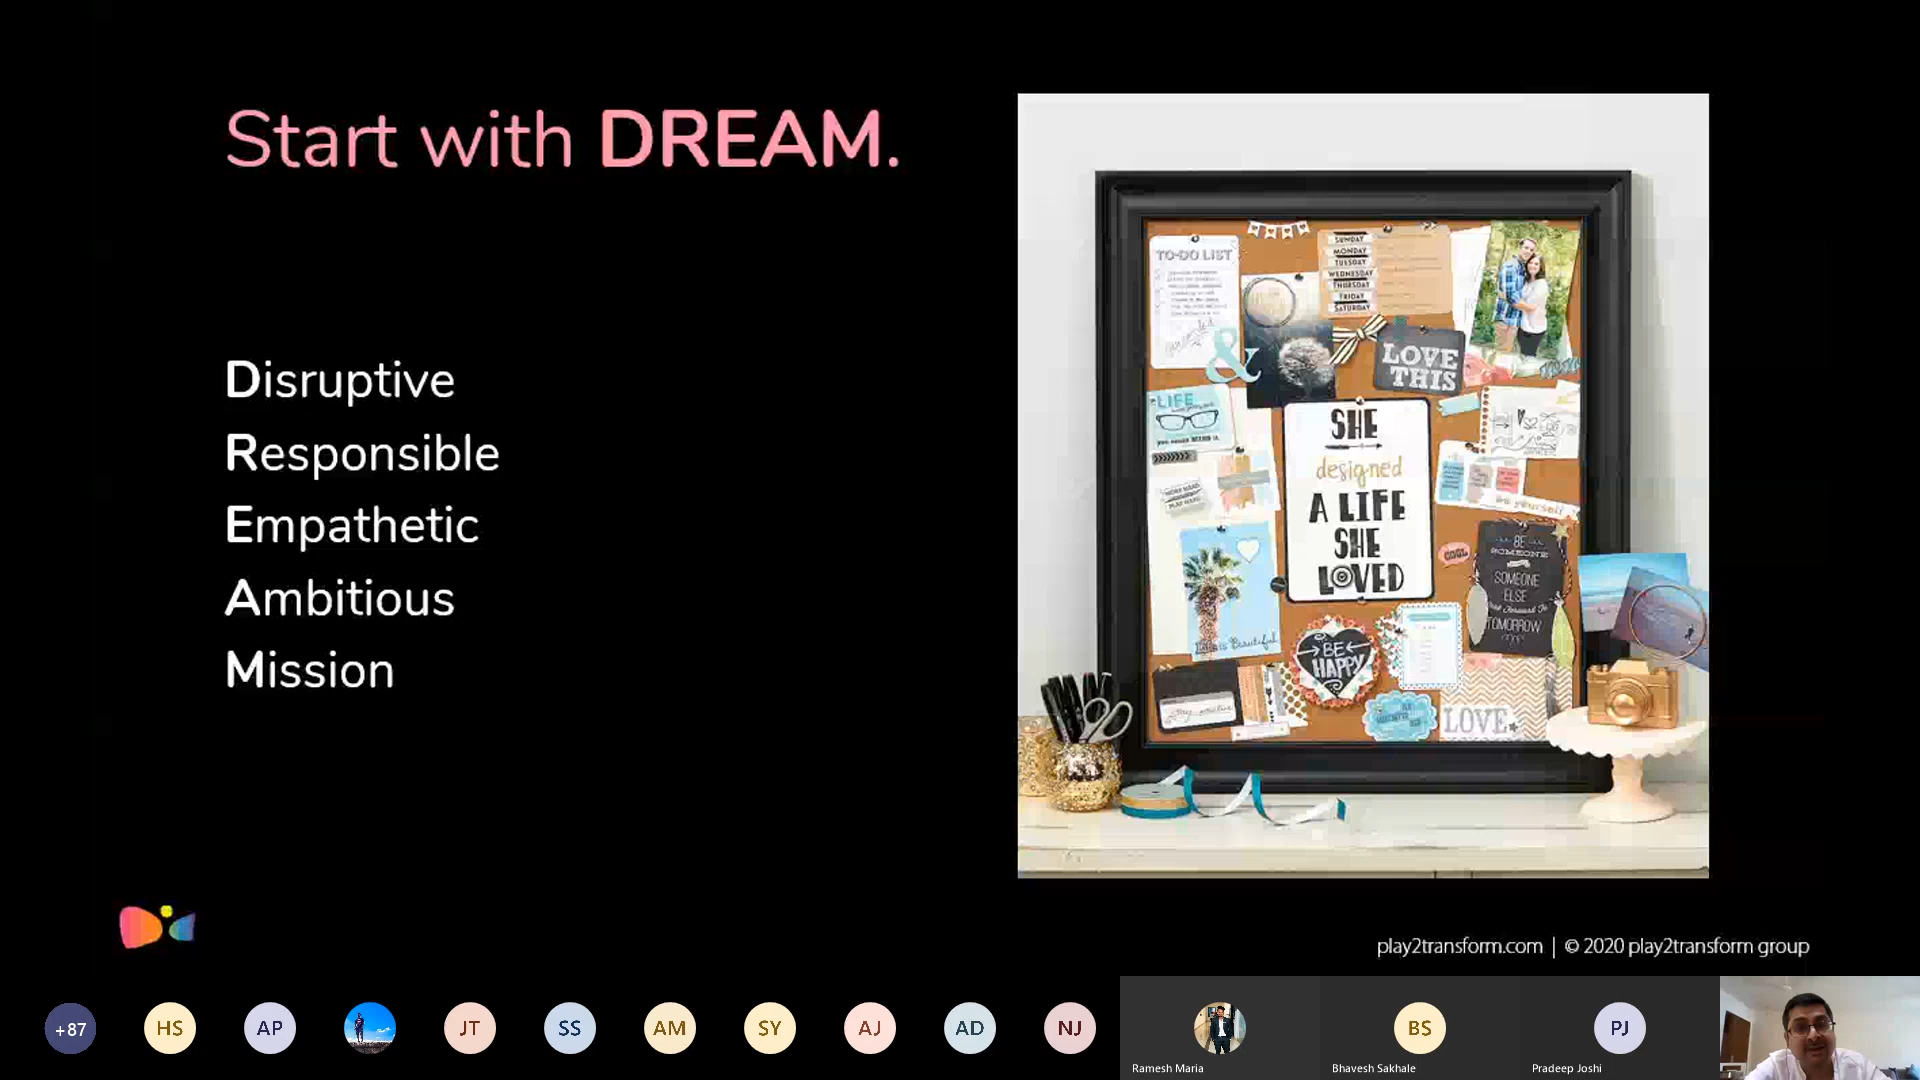 Start with DREAM.
Disruptive
Responsible
Empathetic
Ambitious
Mission
TO-DO LIST
SUNDAY
MONDAY
TUESDAY
WEDNESDAY
THURSDAY
FRIDAY
SATURDAY
&
LOVE
THIS
LIFE
SHE
designed
A LIFE
SHE
LOVED
be yourself
COOL
BE
SOMEONE
SOMEONE
ELSE
TOMORROW
Beautiful
BE
HAPPY
LOVE
play2transform.com | © 2020 play2transform group
+87
HS
AP
JT
SS
AM
SY
AJ
AD
NJ
BS
PJ
Ramesh Maria
Bhavesh Sakhale
Pradeep Joshi